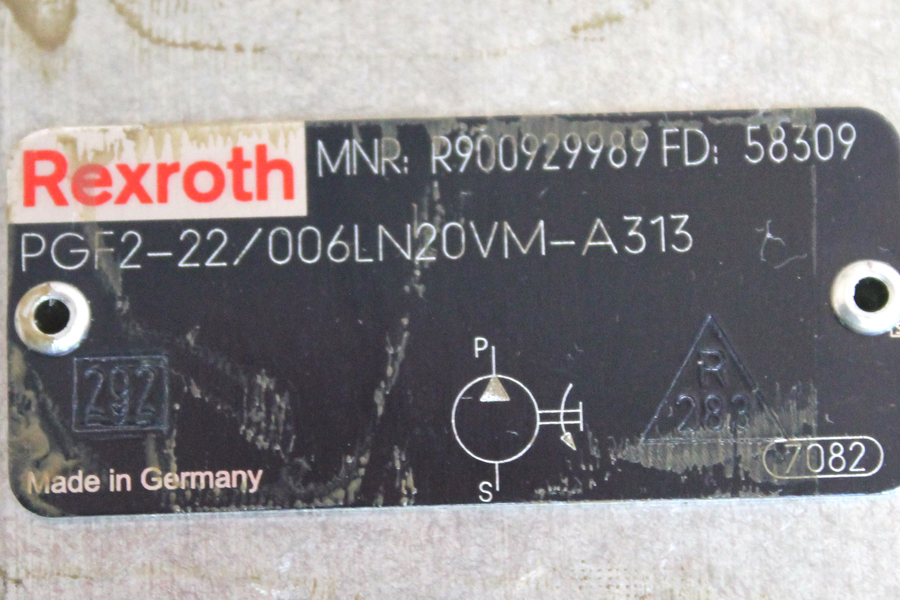 Rexroth MNR: R900929989 FD: 58309
PGF2-22/006LN20VM-A313
P
R
292
283
7082
Made in Germany
S